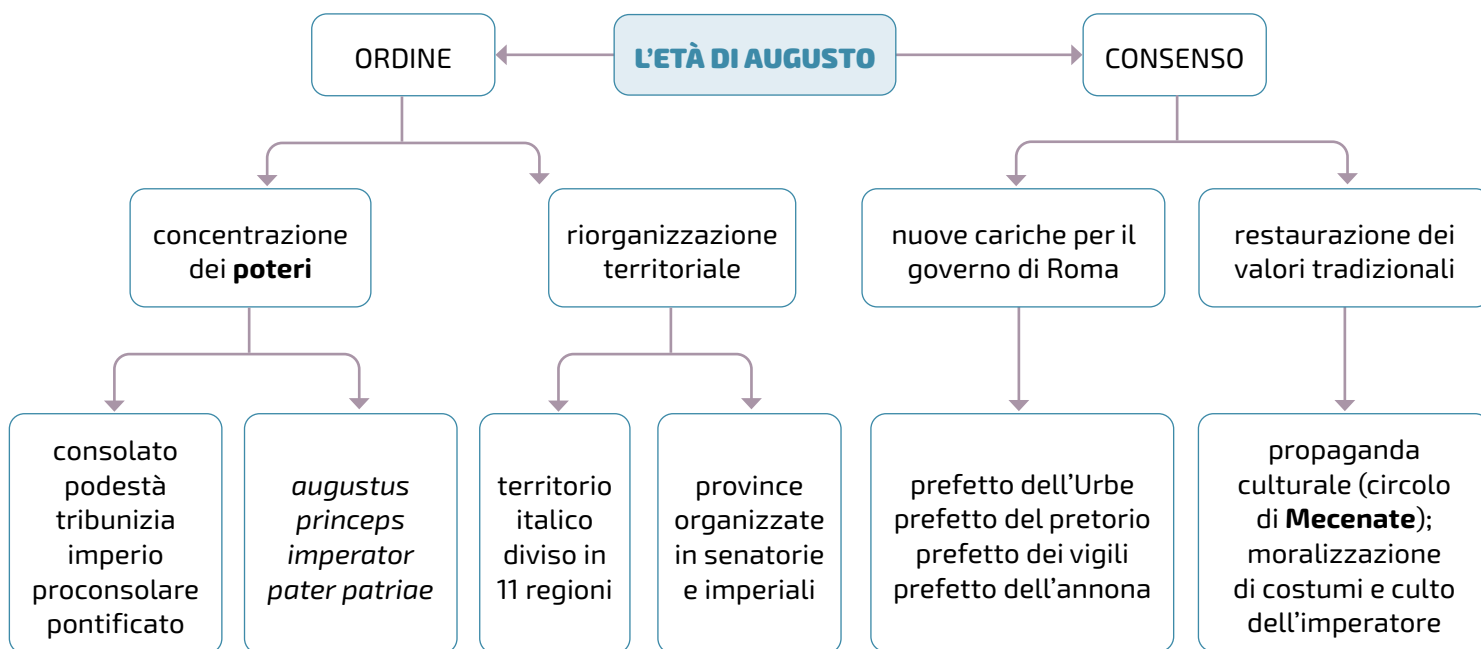 ORDINE
L'ETÀ DI AUGUSTO
CONSENSO
concentrazione
dei poteri
riorganizzazione
territoriale
nuove cariche per il
governo di Roma
restaurazione dei
valori tradizionali
consolato
podestà
tribunizia
imperio
proconsolare
pontificato
augustus
princeps
imperator
pater patriae
territorio
italico
diviso in
11 regioni
province
organizzate
in senatorie
e imperiali
prefetto dell'Urbe
prefetto del pretorio
prefetto dei vigili
prefetto dell'annona
propaganda
culturale (circolo
di Mecenate);
moralizzazione
di costumi e culto
dell'imperatore